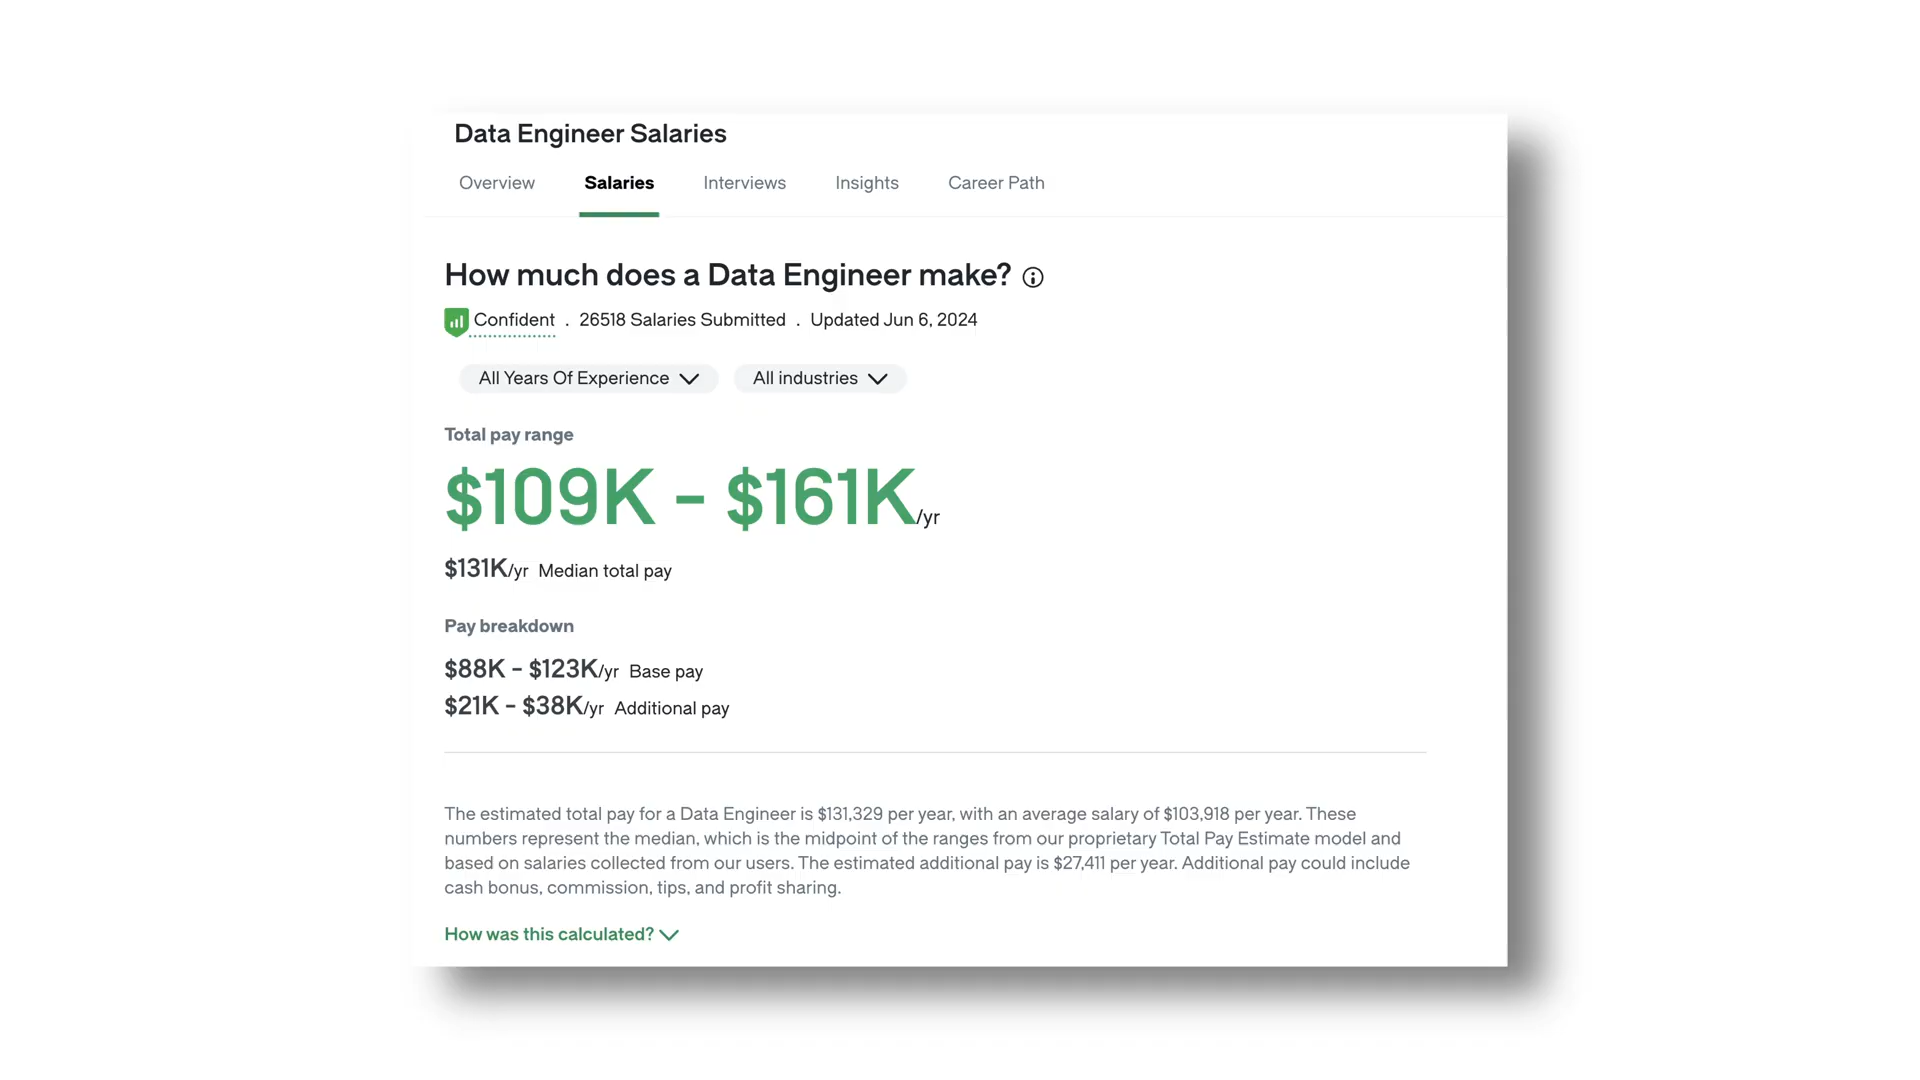 Data Engineer Salaries
Overview Salaries Interviews Insights Career Path
How much does a Data Engineer make?
Confident . 26518 Salaries Submitted . Updated Jun 6, 2024
All Years Of Experience All industries
Total pay range
$109K - $161K/yr
$131K/yr Median total pay
Pay breakdown
$88K - $123K/yr Base pay
$21K - $38K/yr Additional pay
The estimated total pay for a Data Engineer is $131,329 per year, with an average salary of $103,918 per year. These
numbers represent the median, which is the midpoint of the ranges from our proprietary Total Pay Estimate model and
based on salaries collected from our users. The estimated additional pay is $27,411 per year. Additional pay could include
cash bonus, commission, tips, and profit sharing.
How was this calculated?